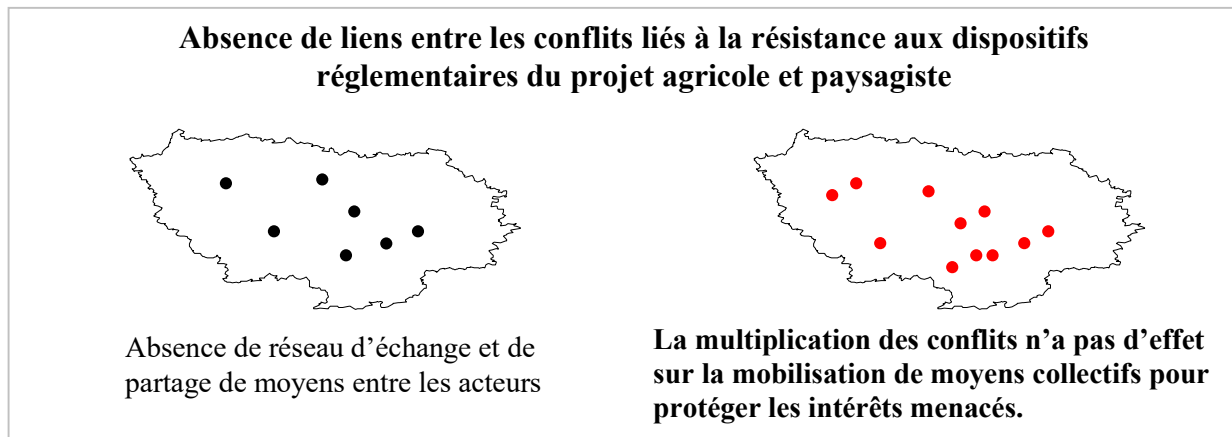 Absence de liens entre les conflits liés à la résistance aux dispositifs
réglementaires du projet agricole et paysagiste
Absence de réseau d’échange et de
partage de moyens entre les acteurs
La multiplication des conflits n’a pas d’effet
sur la mobilisation de moyens collectifs pour
protéger les intérêts menacés.